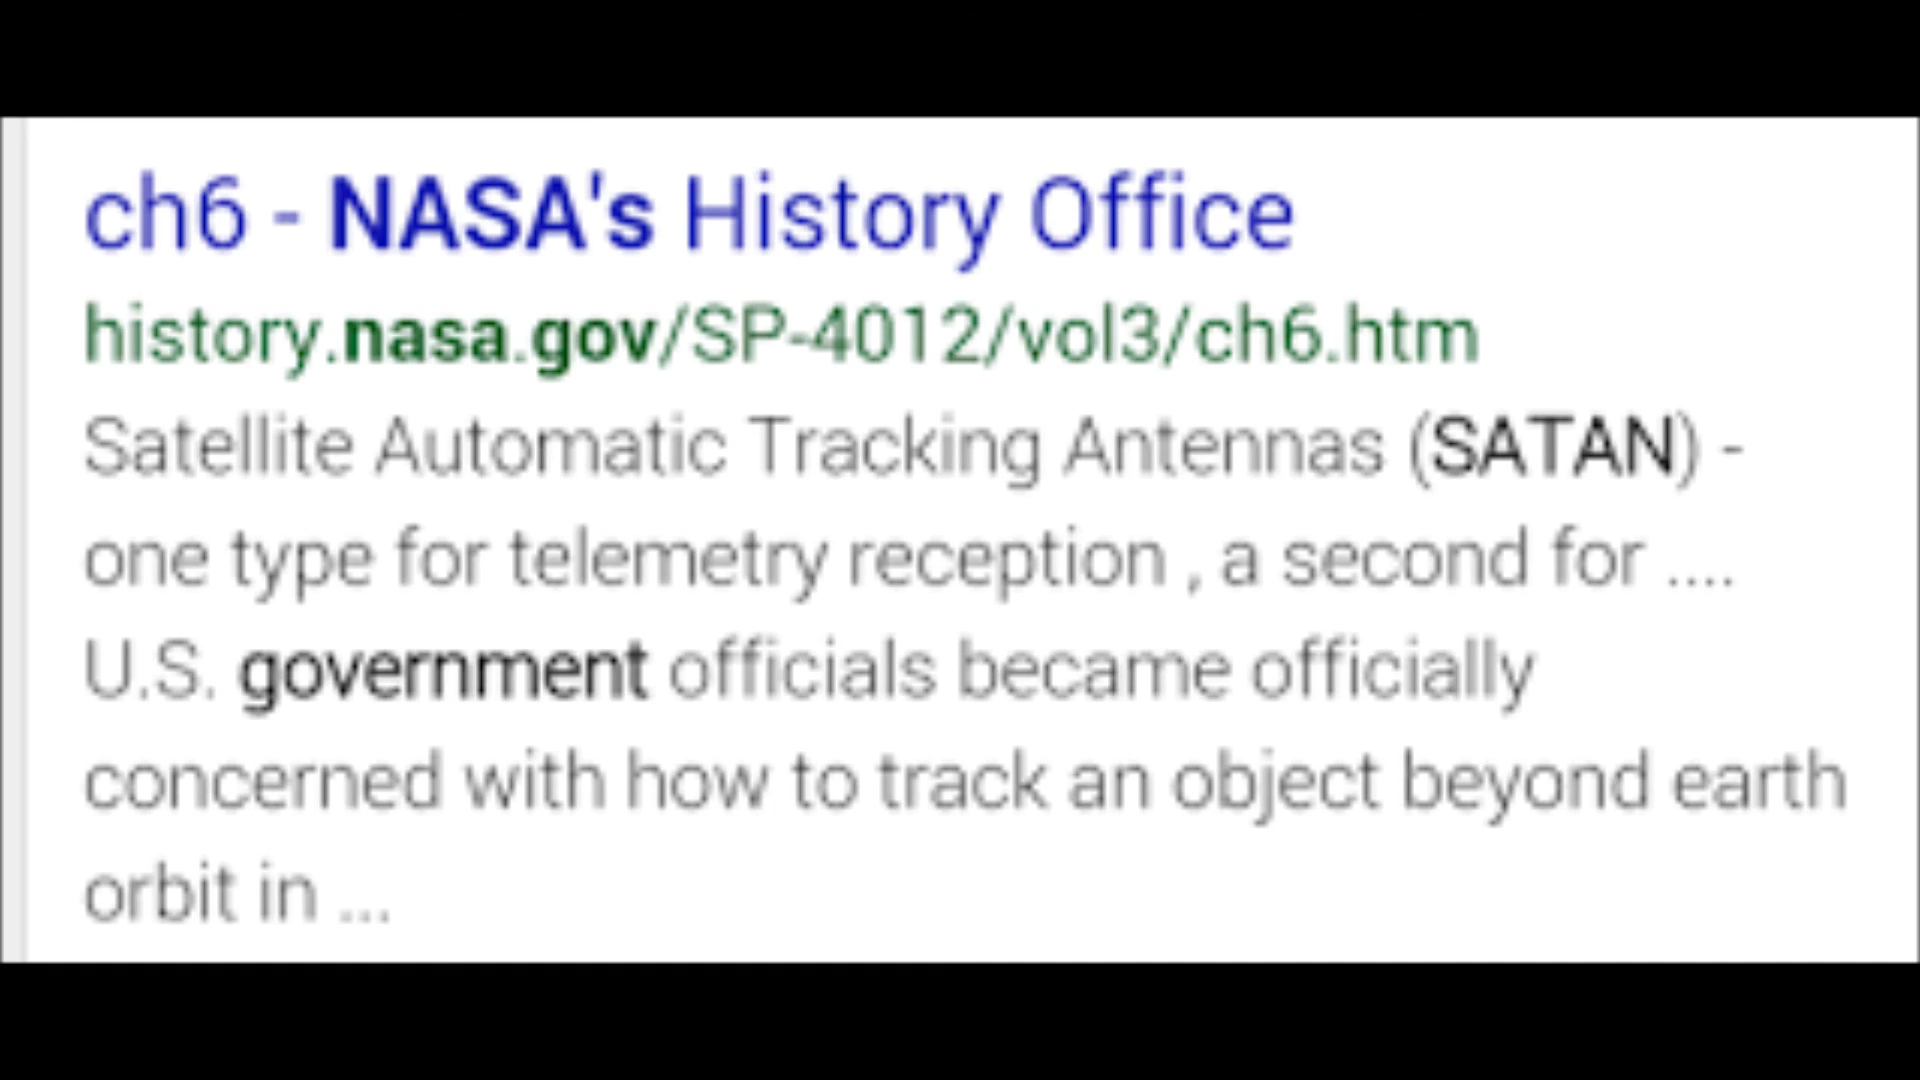 ch6 - NASA's History Office
history.nasa.gov/SP-4012/vol3/ch6.htm
Satellite Automatic Tracking Antennas (SATAN) -
one type for telemetry reception , a second for ....
U.S. government officials became officially
concerned with how to track an object beyond earth
orbit in ...